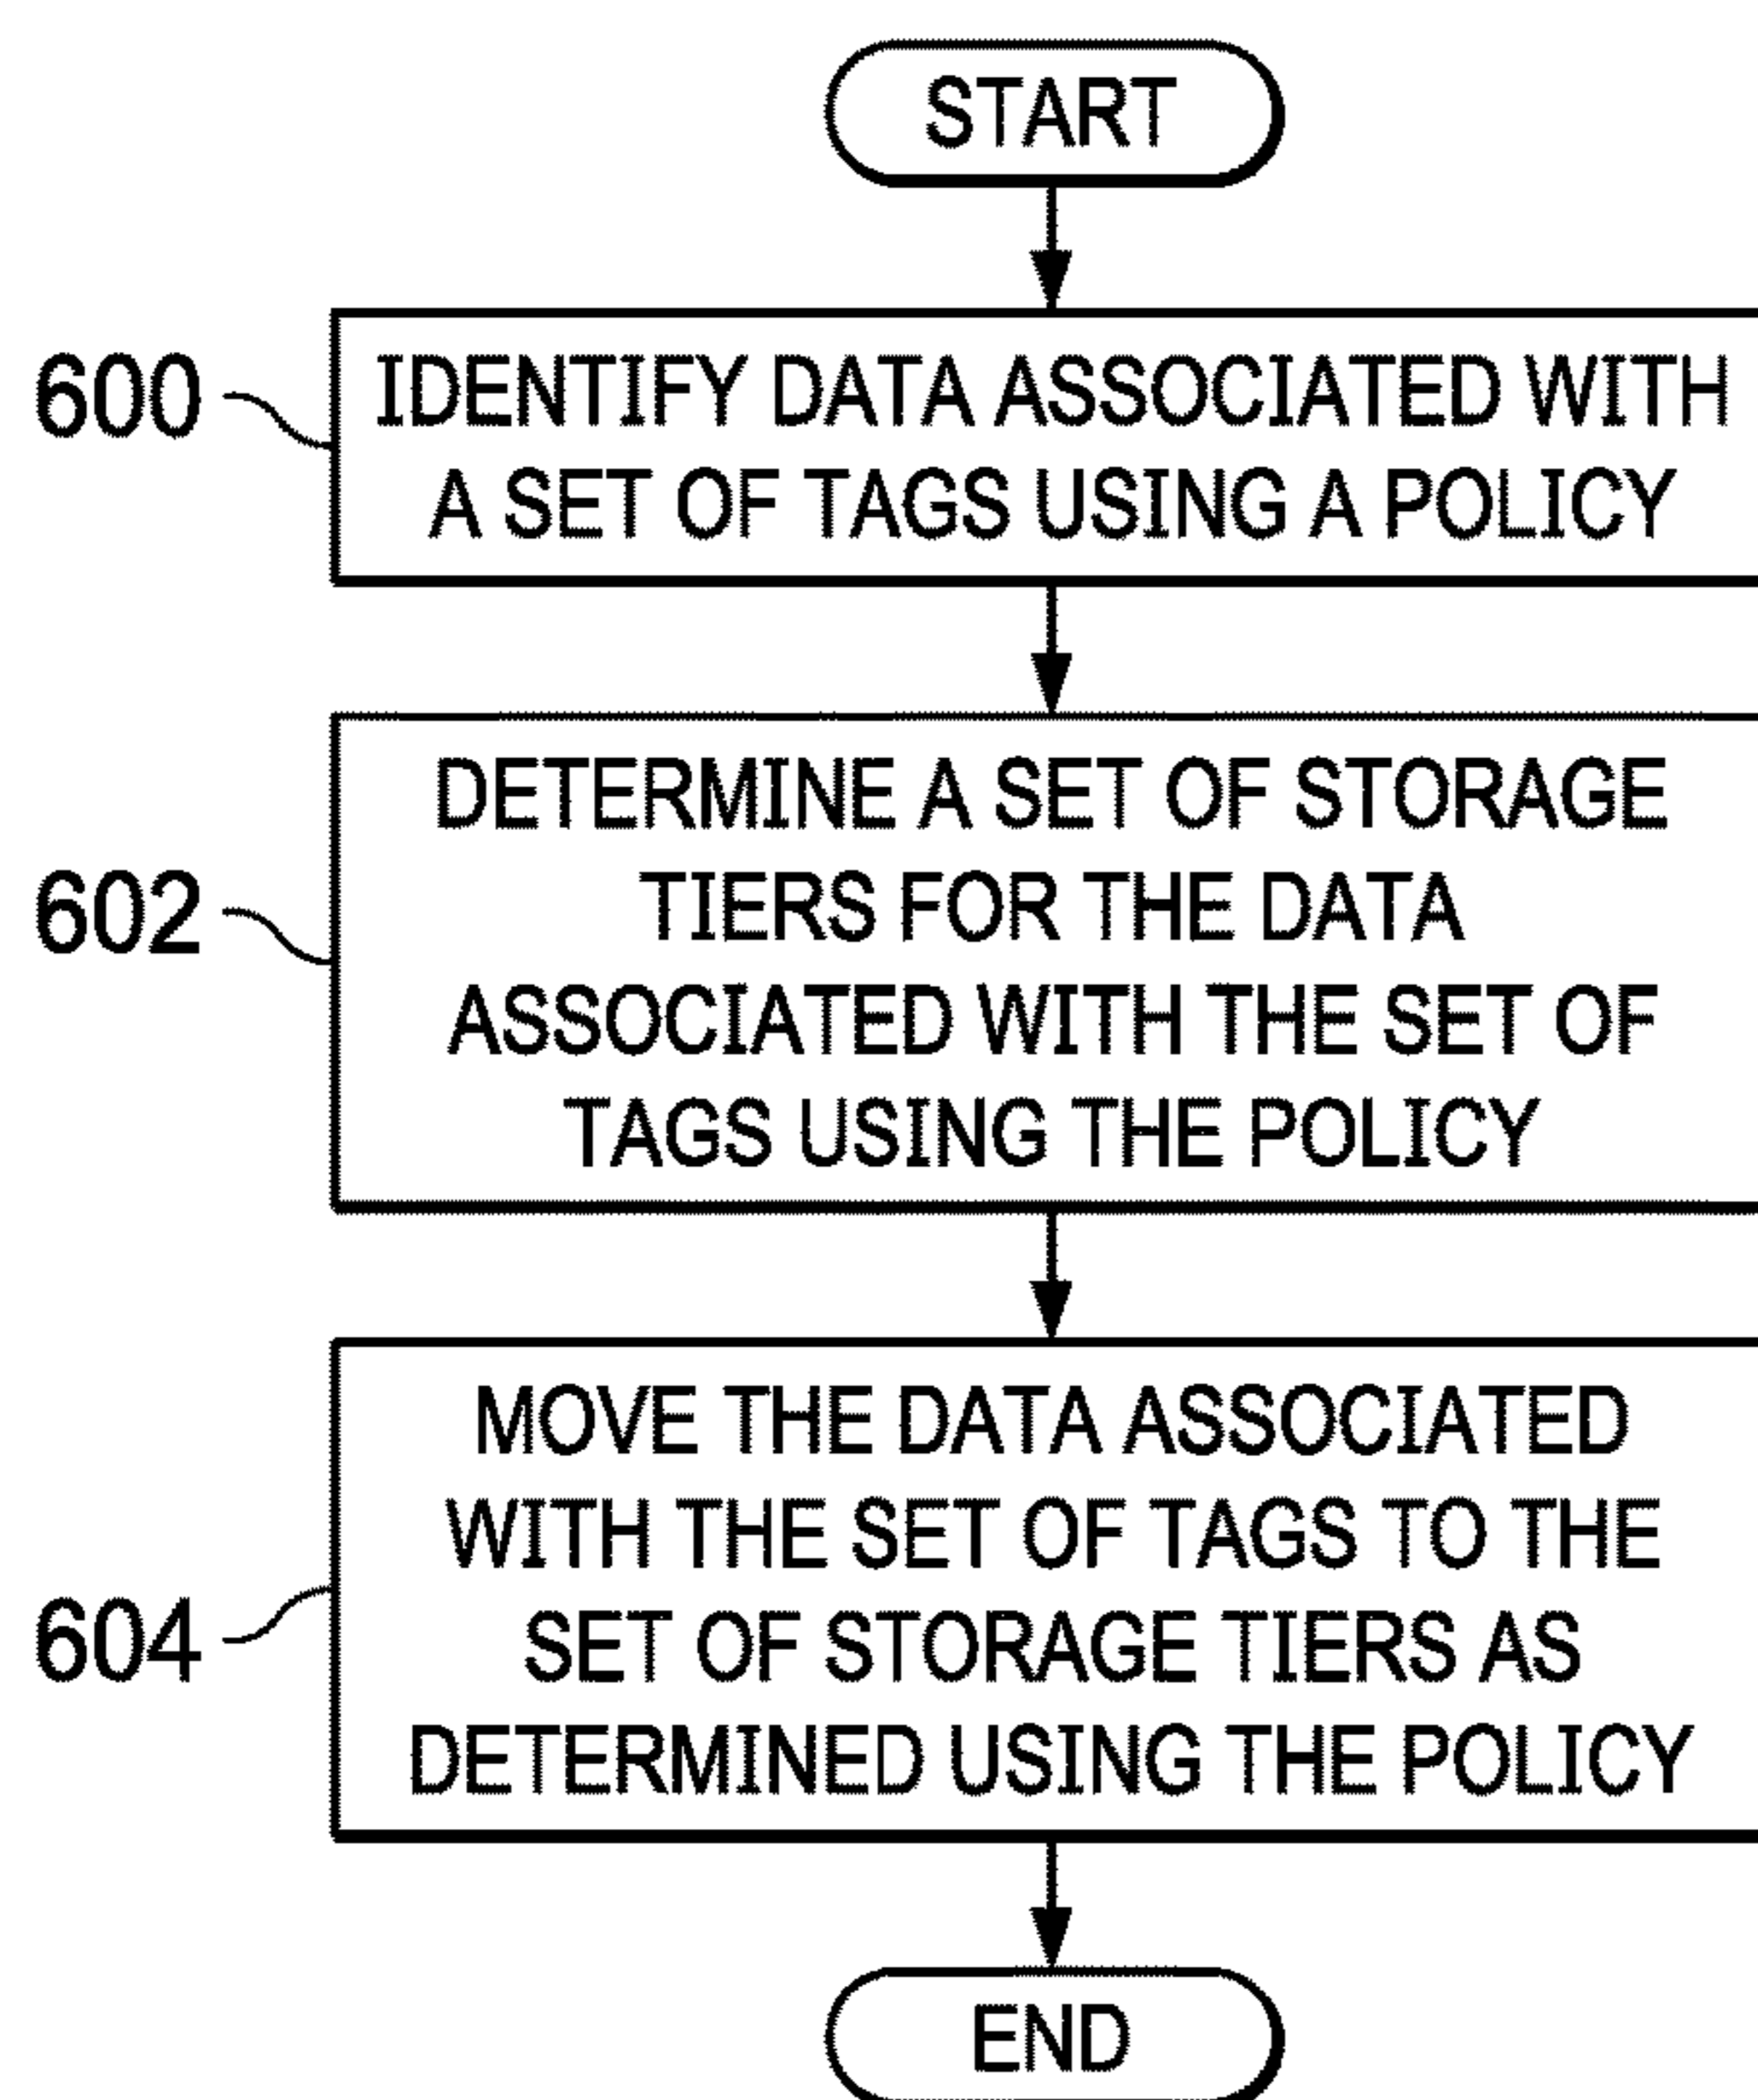 START
600
IDENTIFY DATA ASSOCIATED WITH
A SET OF TAGS USING A POLICY
602
DETERMINE A SET OF STORAGE
TIERS FOR THE DATA
ASSOCIATED WITH THE SET OF
TAGS USING THE POLICY
604
MOVE THE DATA ASSOCIATED
WITH THE SET OF TAGS TO THE
SET OF STORAGE TIERS AS
DETERMINED USING THE POLICY
END